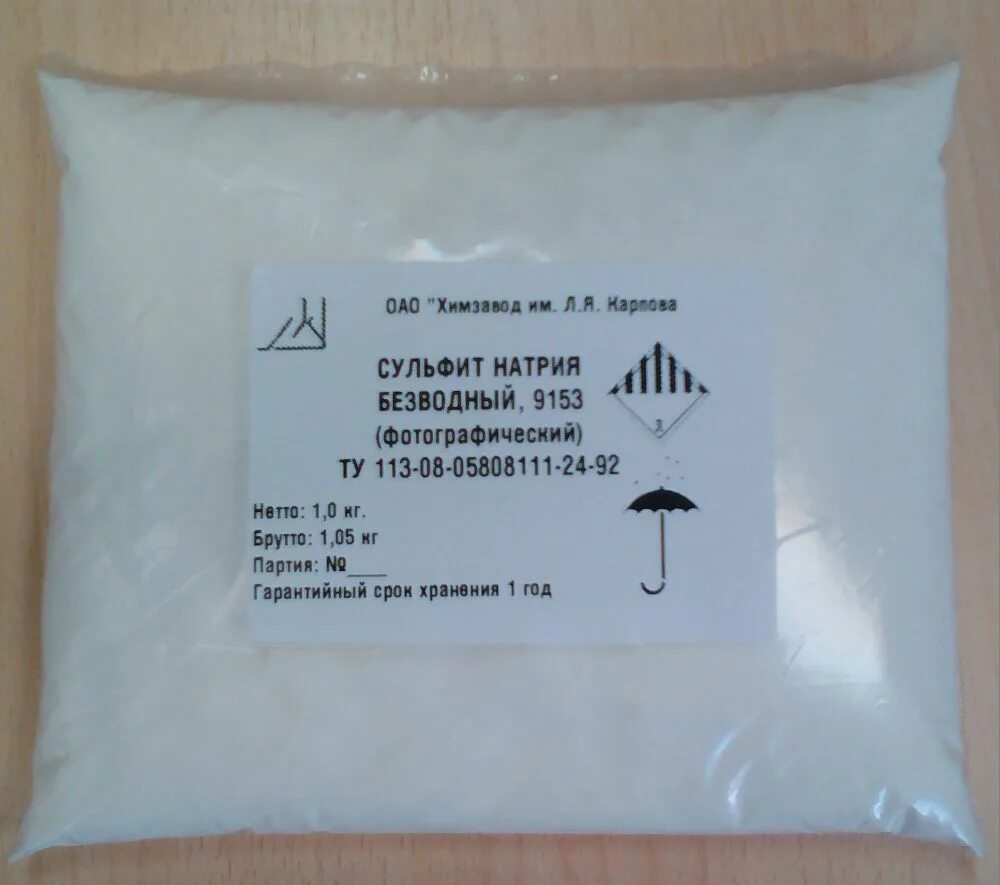 ОАО "Химзавод им. Л.Я. Карпова
СУЛЬФИТ НАТРИЯ
БЕЗВОДНЫЙ, 9153
(фотографический)
ТУ 113-08-05808111-24-92
Нетто: 1,0 кг.
Брутто: 1,05 кг
Партия: №____
Гарантийный срок хранения 1 год